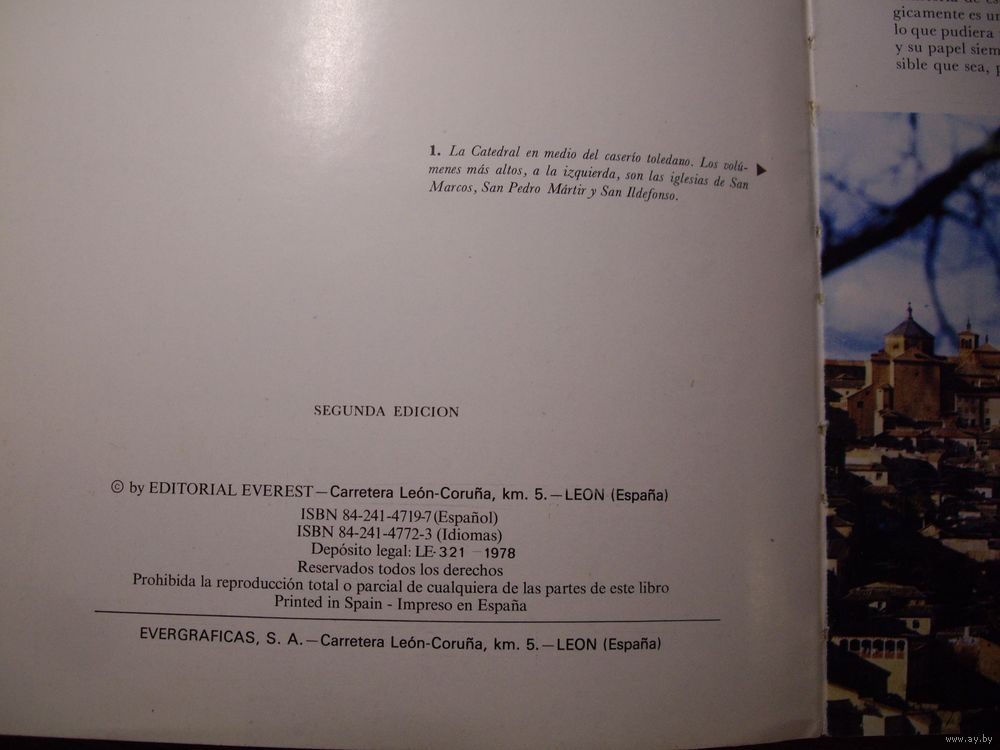 1. La Catedral en medio del caserío toledano. Los volú-
menes más altos, a la izquierda, son las iglesias de San
Marcos, San Pedro Mártir y San Ildefonso.
SEGUNDA EDICION
© by EDITORIAL EVEREST — Carretera León-Coruña, km. 5. — LEON (España)
ISBN 84-241-4719-7 (Español)
ISBN 84-241-4772-3 (Idiomas)
Depósito legal: LE-321 — 1978
Reservados todos los derechos
Prohibida la reproducción total o parcial de cualquiera de las partes de este libro
Printed in Spain - Impreso en España
EVERGRAFICAS, S. A. — Carretera León-Coruña, km. 5. — LEON (España)
gicamente es
lo que pudiera
y su papel
sible que sea,
www.ay.by